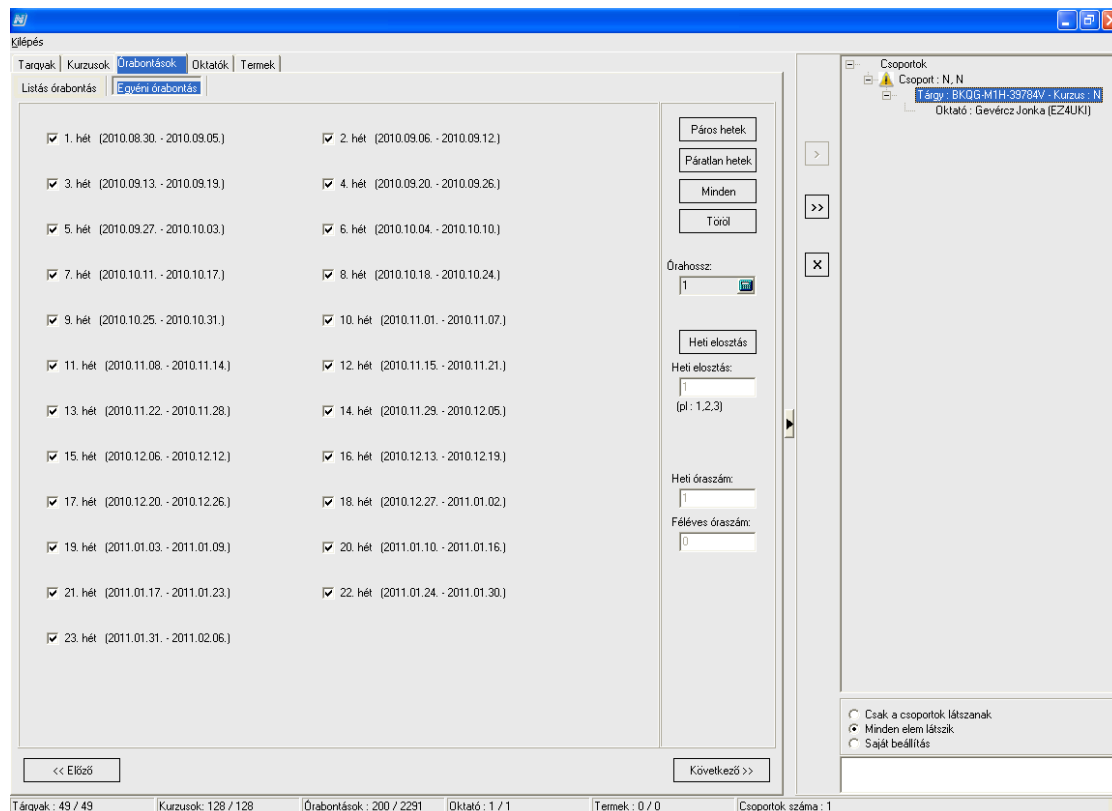 Kilépés
Tárgyak Kurzusok Órabontások Oktatók Termek
Listás órabontás Egyéni órabontás
1. hét (2010.08.30. - 2010.09.05.) 2. hét (2010.09.06. - 2010.09.12.)
3. hét (2010.09.13. - 2010.09.19.) 4. hét (2010.09.20. - 2010.09.26.)
5. hét (2010.09.27. - 2010.10.03.) 6. hét (2010.10.04. - 2010.10.10.)
7. hét (2010.10.11. - 2010.10.17.) 8. hét (2010.10.18. - 2010.10.24.)
9. hét (2010.10.25. - 2010.10.31.) 10. hét (2010.11.01. - 2010.11.07.)
11. hét (2010.11.08. - 2010.11.14.) 12. hét (2010.11.15. - 2010.11.21.)
13. hét (2010.11.22. - 2010.11.28.) 14. hét (2010.11.29. - 2010.12.05.)
15. hét (2010.12.06. - 2010.12.12.) 16. hét (2010.12.13. - 2010.12.19.)
17. hét (2010.12.20. - 2010.12.26.) 18. hét (2010.12.27. - 2011.01.02.)
19. hét (2011.01.03. - 2011.01.09.) 20. hét (2011.01.10. - 2011.01.16.)
21. hét (2011.01.17. - 2011.01.23.) 22. hét (2011.01.24. - 2011.01.30.)
23. hét (2011.01.31. - 2011.02.06.)
Páros hetek
Páratlan hetek
Minden
Töröl
Órahossz:
1
Heti elosztás
Heti elosztás:
1
(pl : 1,2,3)
Heti óraszám:
1
Féléves óraszám:
0
<< Előző
Következő >>
>
>>
X
Csoportok
Csoport : N, N
Tárgy : BKQG-M1H-39784V - Kurzus : N
Oktató : Gevércz Jonka (EZ4UKI)
Csak a csoportok látszanak
Minden elem látszik
Saját beállítás
Tárgyak : 49 / 49 Kurzusok: 128 / 128 Órabontások : 200 / 2291 Oktató : 1 / 1 Termek : 0 / 0 Csoportok száma : 1